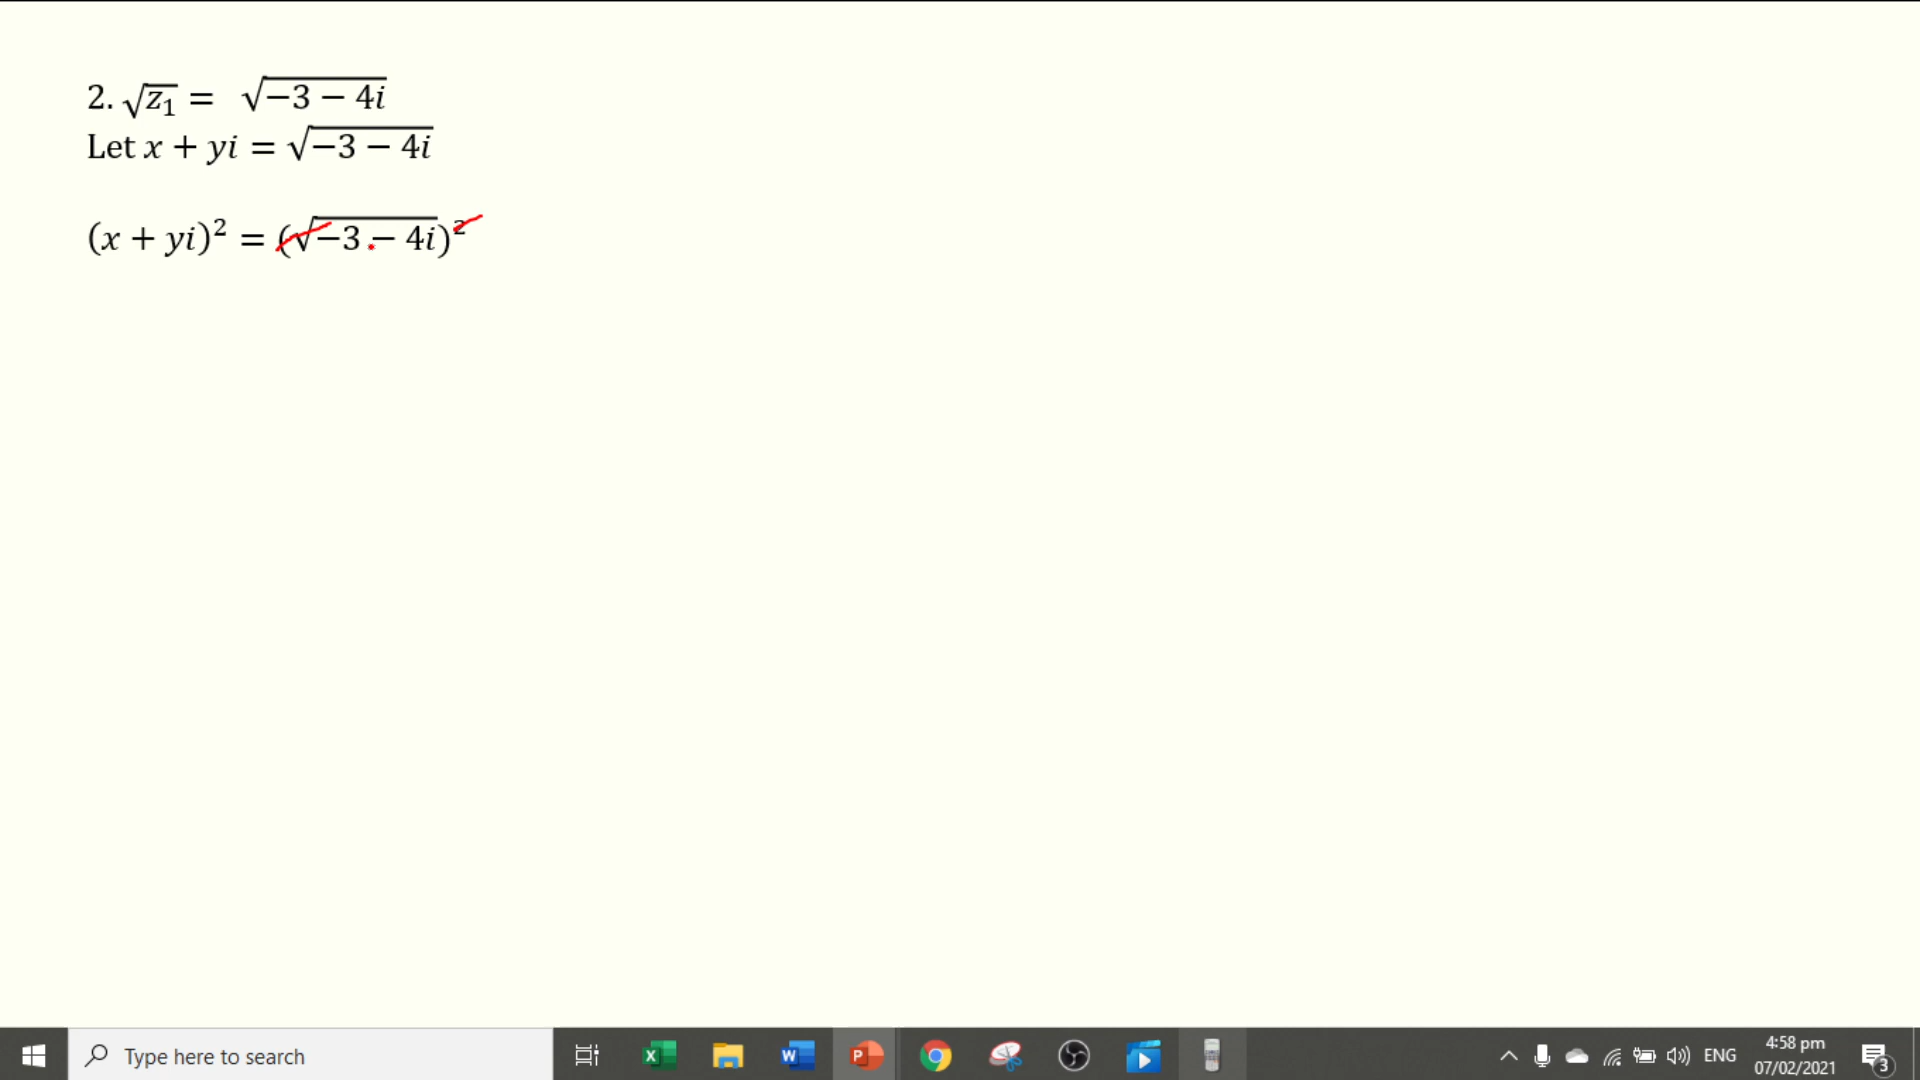 2. √z₁ = √−3 − 4i
Let x + yi = √−3 − 4i
(x + yi)² = (√−3 − 4i)²
Type here to search
ENG
4:58 pm
07/02/2021
3